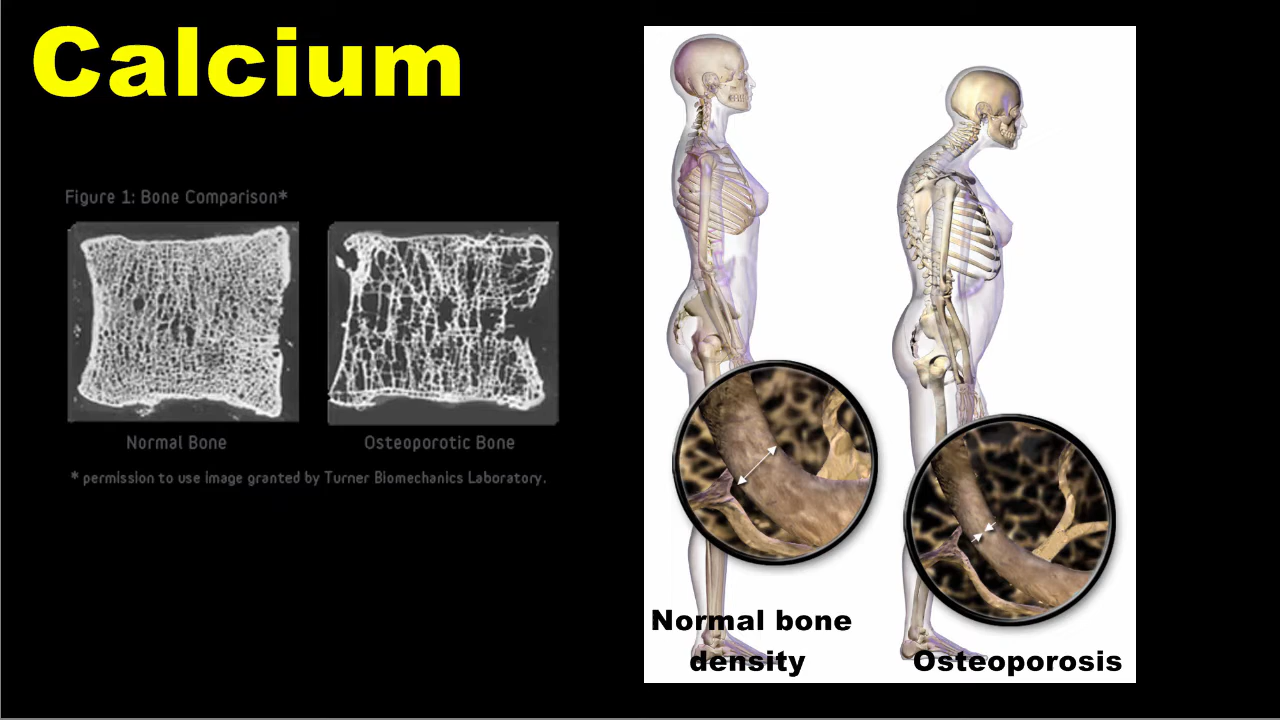 Calcium
Figure 1: Bone Comparison*
Normal Bone
Osteoporotic Bone
* permission to use image granted by Turner Biomechanics Laboratory.
Normal bone
density
Osteoporosis